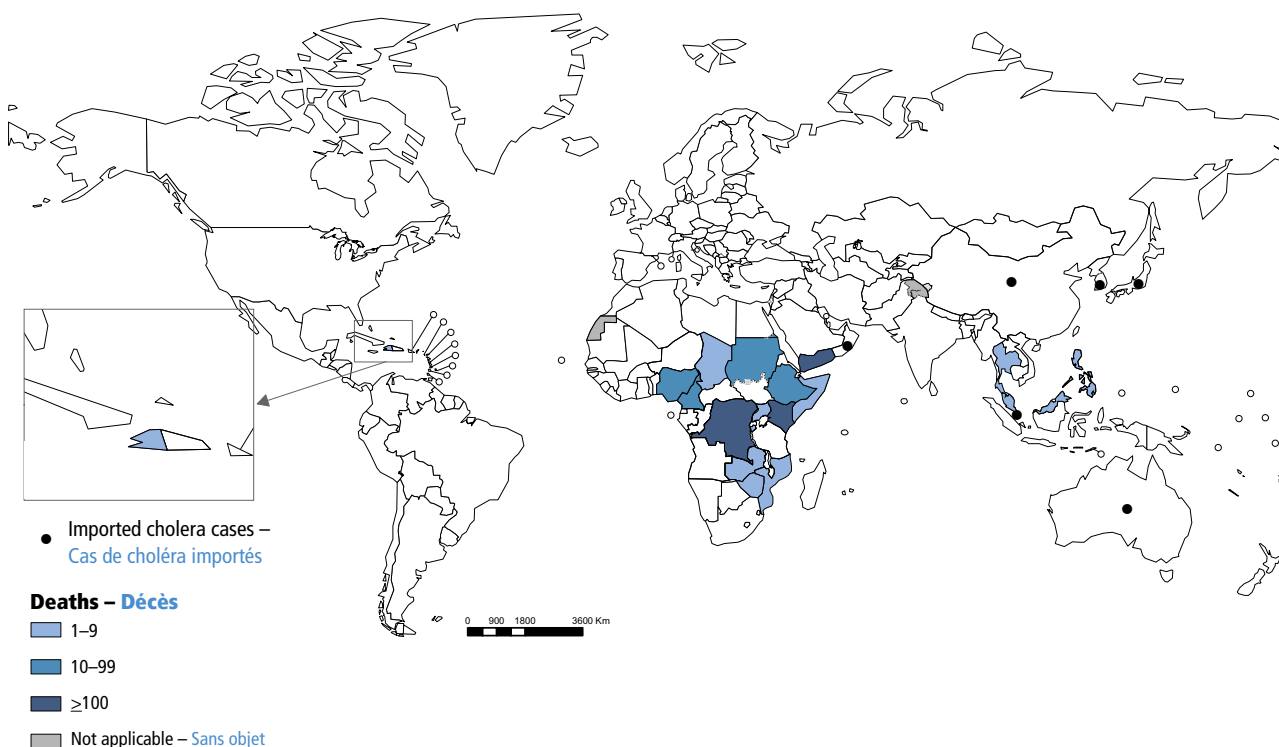 Imported cholera cases –
Cas de choléra importés
Deaths – Décès
0 900 1800 3600 Km
1–9
10–99
≥100
Not applicable – Sans objet